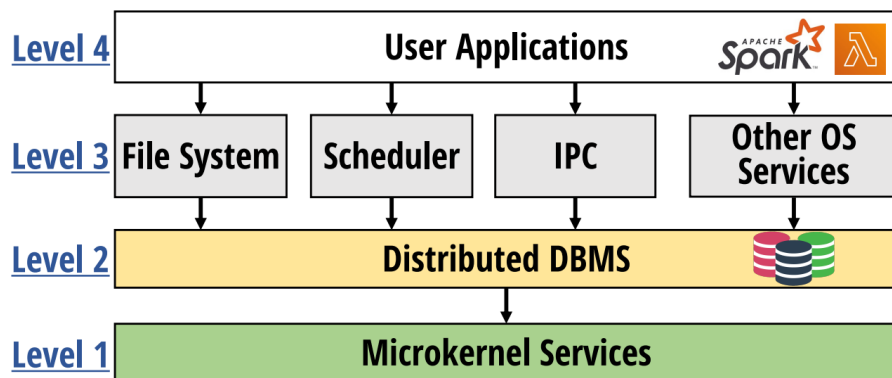 Level 4
User Applications
APACHE
Spark™
Level 3
File System
Scheduler
IPC
Other OS
Services
Level 2
Distributed DBMS
Level 1
Microkernel Services